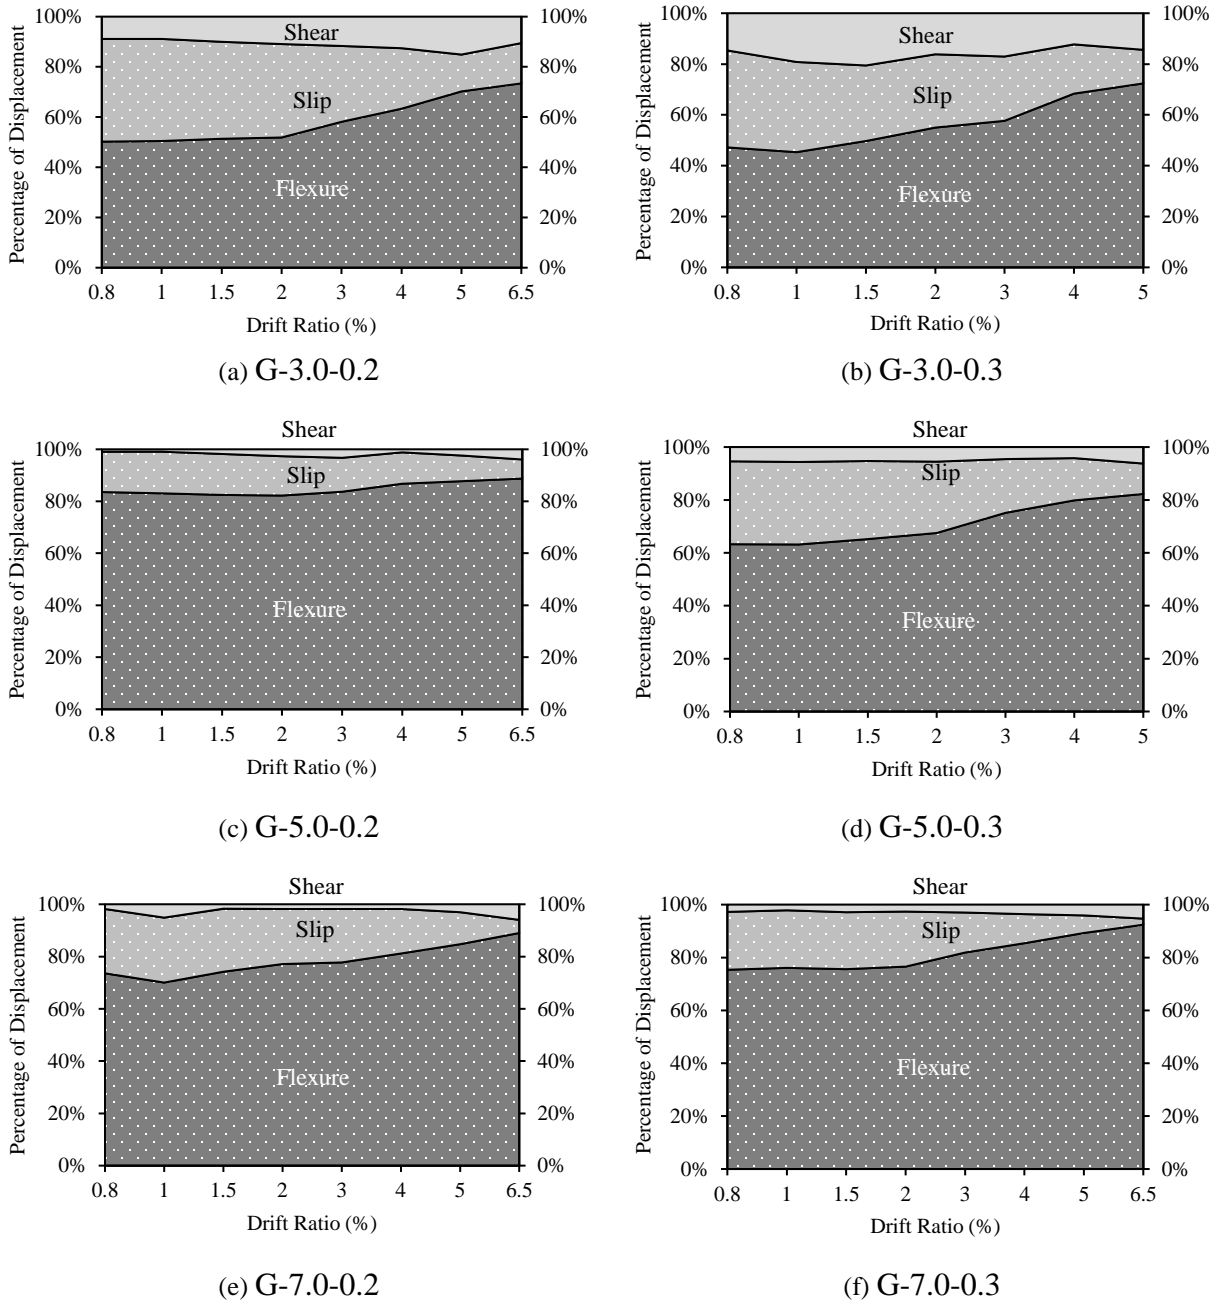 100%
80%
60%
40%
20%
0%
Percentage of Displacement
Shear
Slip
Flexure
100%
80%
60%
40%
20%
0%
0.8 1 1.5 2 3 4 5 6.5
Drift Ratio (%)
(a) G-3.0-0.2
100%
80%
60%
40%
20%
0%
Percentage of Displacement
Shear
Slip
Flexure
100%
80%
60%
40%
20%
0%
0.8 1 1.5 2 3 4 5
Drift Ratio (%)
(b) G-3.0-0.3
Shear
100%
80%
60%
40%
20%
0%
Percentage of Displacement
Slip
Flexure
100%
80%
60%
40%
20%
0%
0.8 1 1.5 2 3 4 5 6.5
Drift Ratio (%)
(c) G-5.0-0.2
Shear
100%
80%
60%
40%
20%
0%
Percentage of Displacement
Slip
Flexure
100%
80%
60%
40%
20%
0%
0.8 1 1.5 2 3 4 5
Drift Ratio (%)
(d) G-5.0-0.3
Shear
100%
80%
60%
40%
20%
0%
Percentage of Displacement
Slip
Flexure
100%
80%
60%
40%
20%
0%
0.8 1 1.5 2 3 4 5 6.5
Drift Ratio (%)
(e) G-7.0-0.2
Shear
100%
80%
60%
40%
20%
0%
Percentage of Displacement
Slip
Flexure
100%
80%
60%
40%
20%
0%
0.8 1 1.5 2 3 4 5 6.5
Drift Ratio (%)
(f) G-7.0-0.3